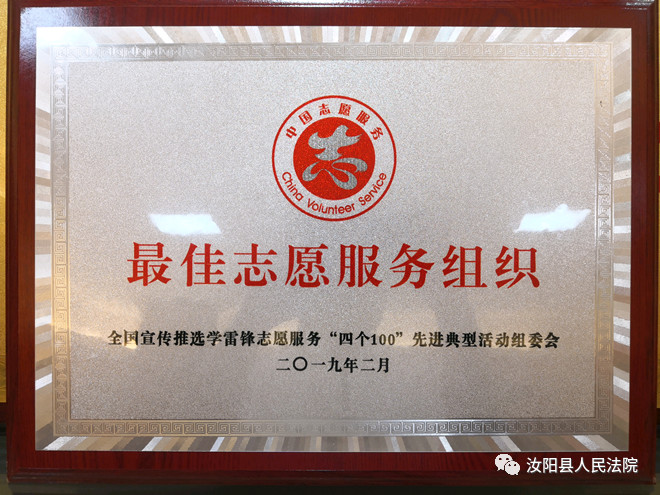 中国志愿服务
志
China Volunteer Service
最佳志愿服务组织
全国宣传推选学雷锋志愿服务“四个100”先进典型活动组委会
二〇一九年二月
汝阳县人民法院